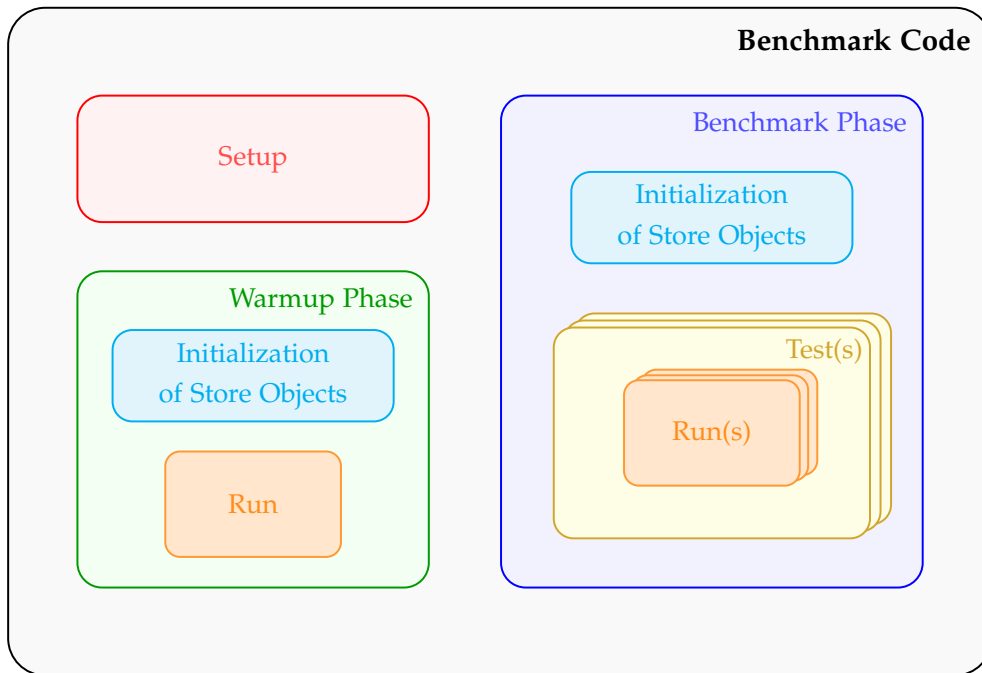 Benchmark Code
Setup
Warmup Phase
Initialization
of Store Objects
Run
Benchmark Phase
Initialization
of Store Objects
Test(s)
Run(s)